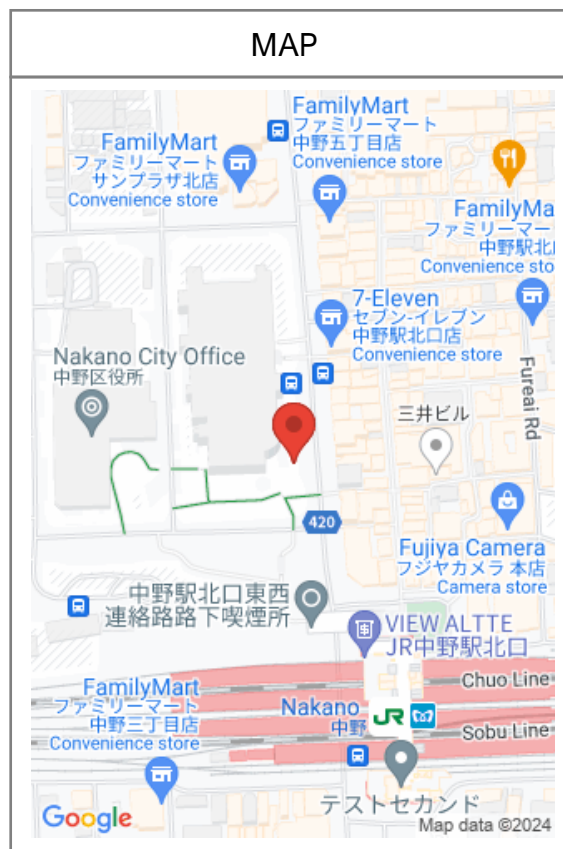 MAP
FamilyMart
ファミリーマート
中野五丁目店
Convenience store
FamilyMart
ファミリーマート
サンプラザ北店
Convenience store
FamilyMa
ファミリーマー
中野駅北
Convenience sto
7-Eleven
セブン-イレブン
中野駅北口店
Convenience store
Fureai Rd
Nakano City Office
中野区役所
三井ビル
420
Fujiya Camera
フジヤカメラ 本店
Camera store
中野駅北口東西
連絡路路下喫煙所
VIEW ALTTE
JR中野駅北口
Chuo Line
FamilyMart
ファミリーマート
中野三丁目店
Convenience store
Nakano
中野
JR
Sobu Line
テストセカンド
Google
Map data ©2024